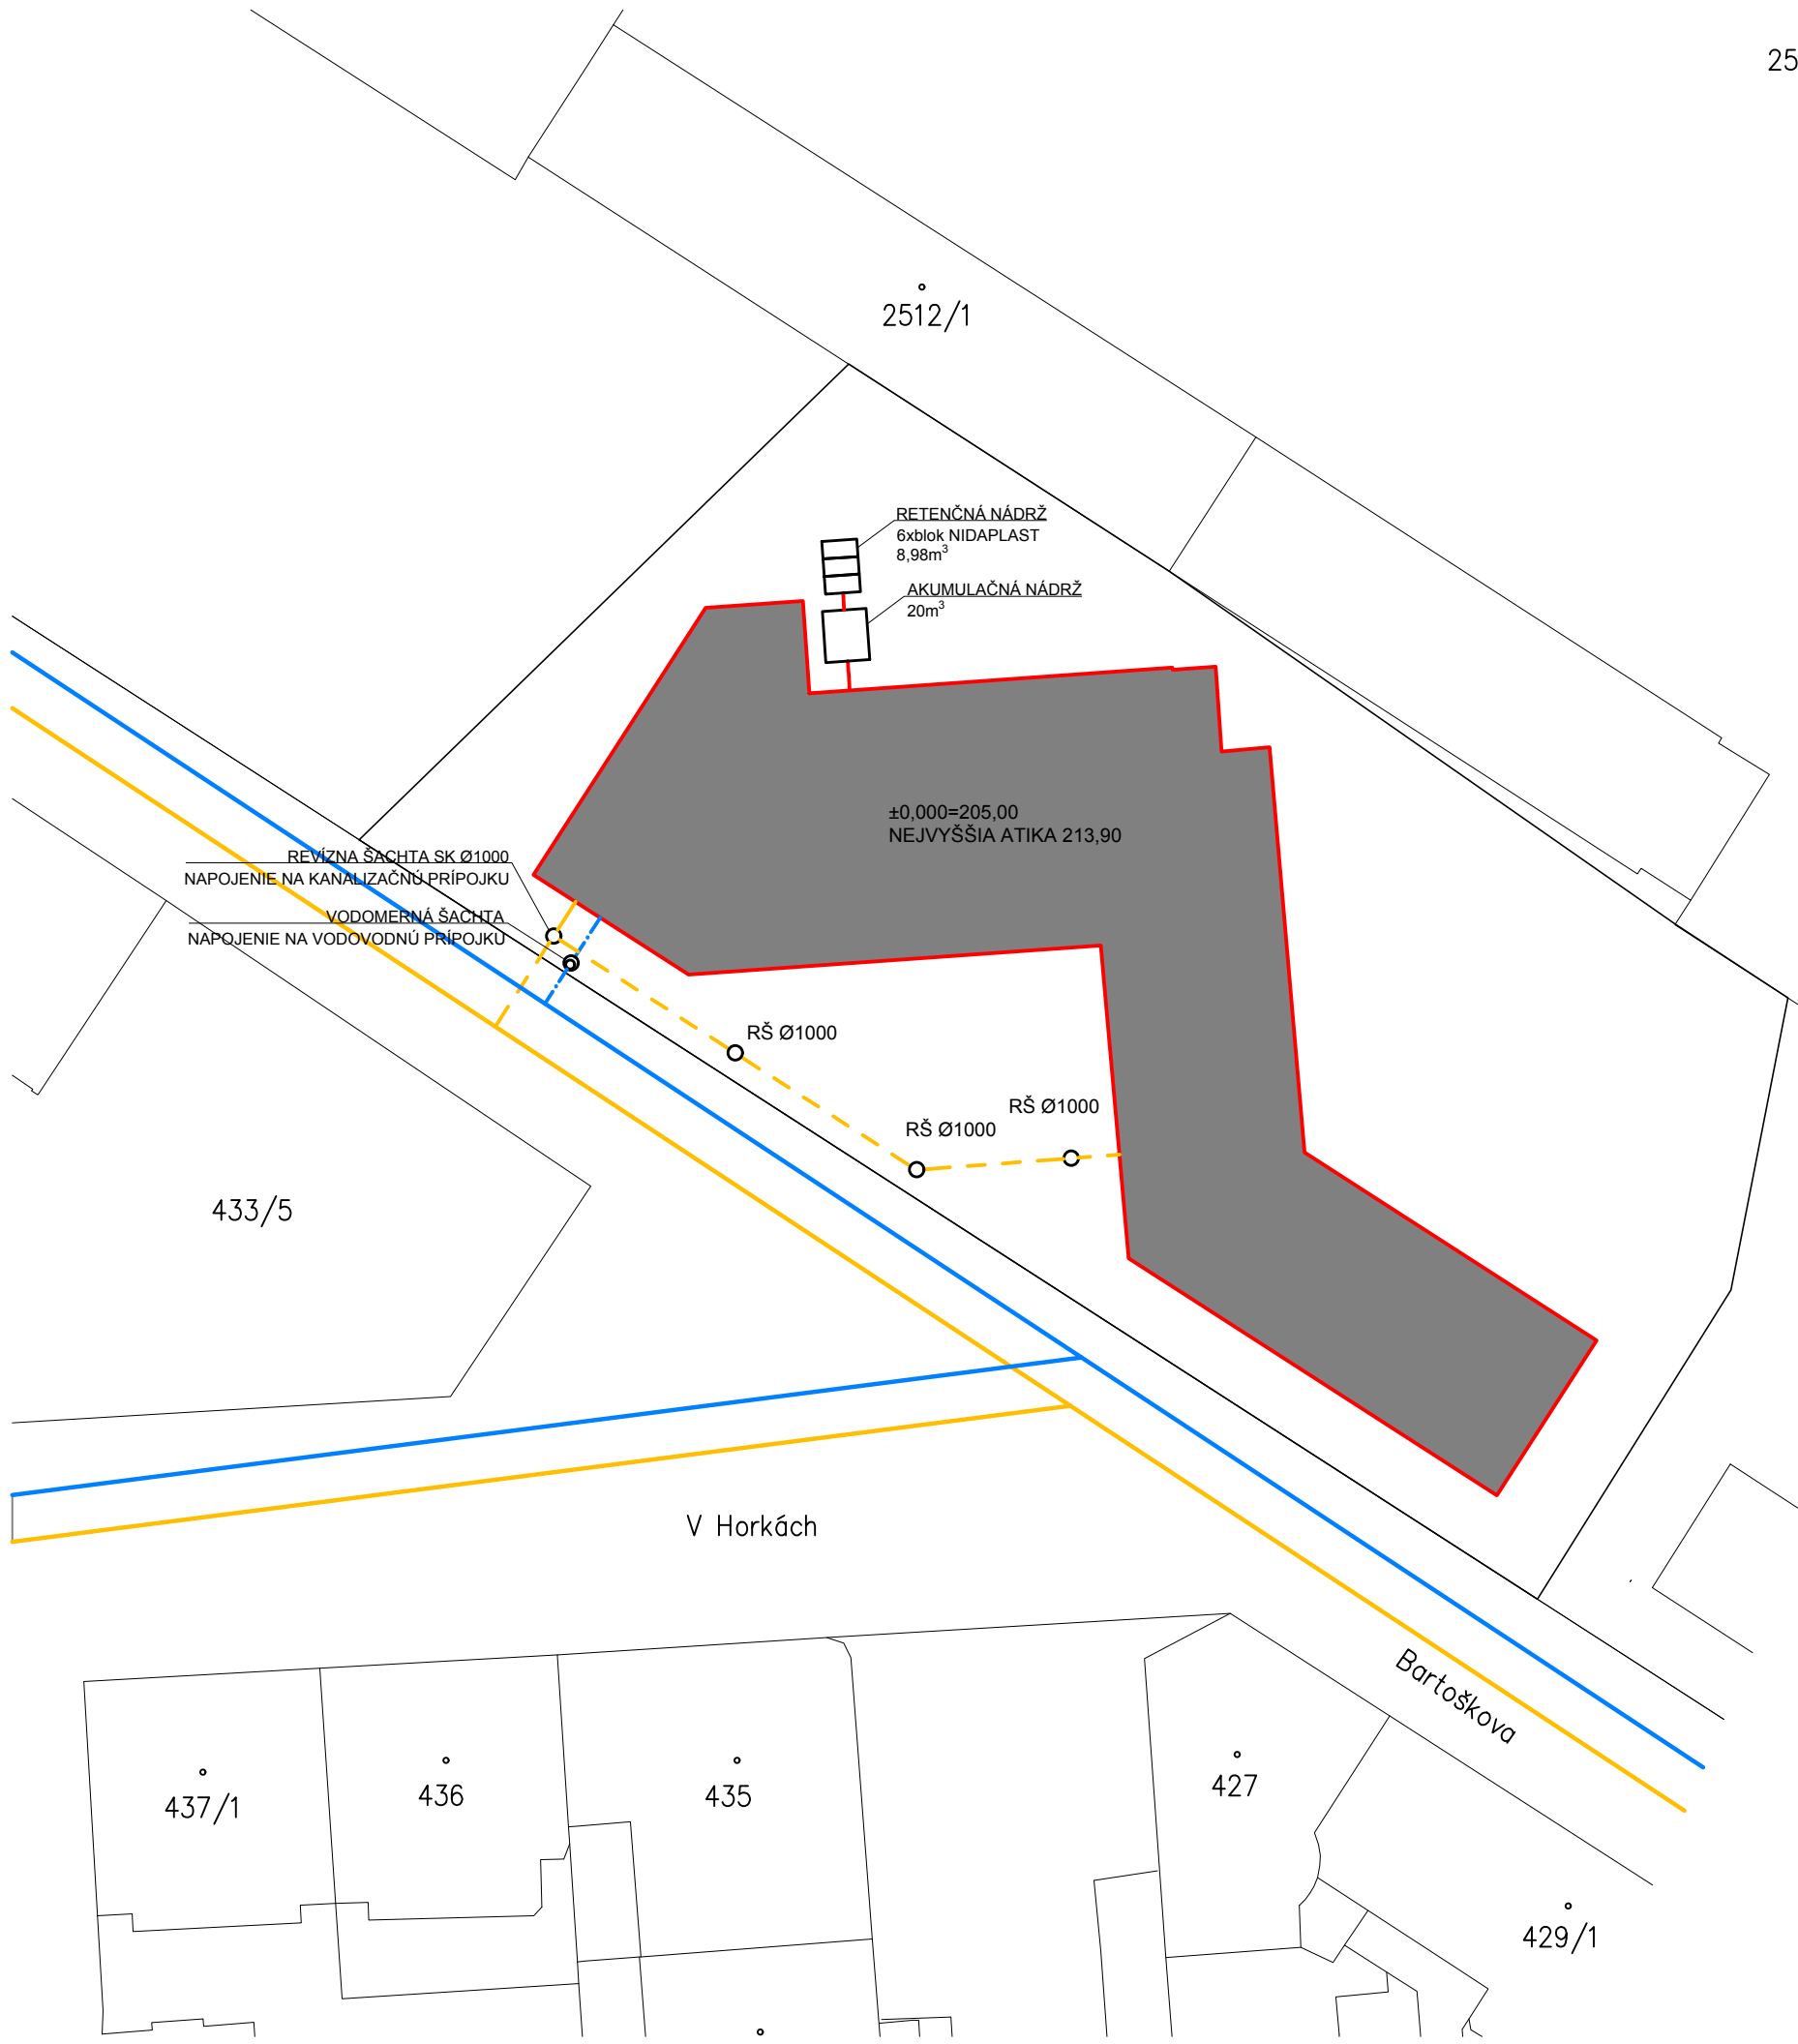 25
2512/1
RETENČNÁ NÁDRŽ
6xblok NIDAPLAST
8,98m³
AKUMULAČNÁ NÁDRŽ
20m³
±0,000=205,00
NEJVYŠŠIA ATIKA 213,90
REVÍZNA ŠACHTA SK Ø1000
NAPOJENIE NA KANALIZAČNÚ PRÍPOJKU
VODOMERNÁ ŠACHTA
NAPOJENIE NA VODOVODNÚ PRÍPOJKU
RŠ Ø1000
RŠ Ø1000
RŠ Ø1000
433/5
V Horkách
Bartoškova
437/1
436
435
427
429/1